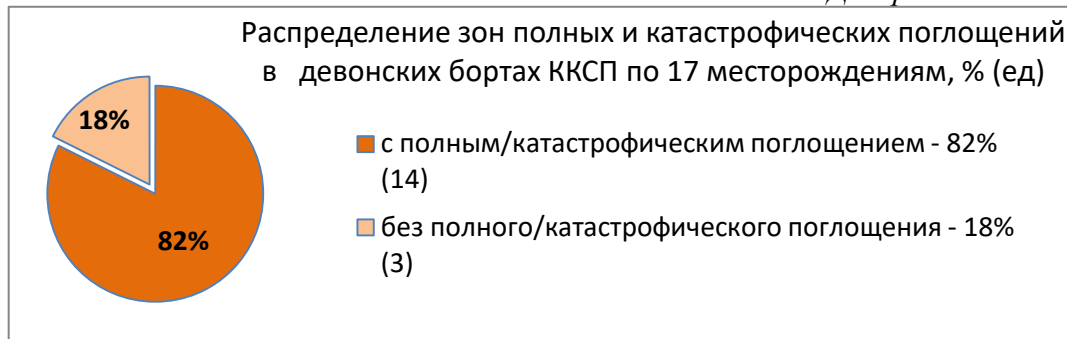 Распределение зон полных и катастрофических поглощений
в девонских бортах ККСП по 17 месторождениям, % (ед)
18%
82%
с полным/катастрофическим поглощением - 82%
(14)
без полного/катастрофического поглощения - 18%
(3)